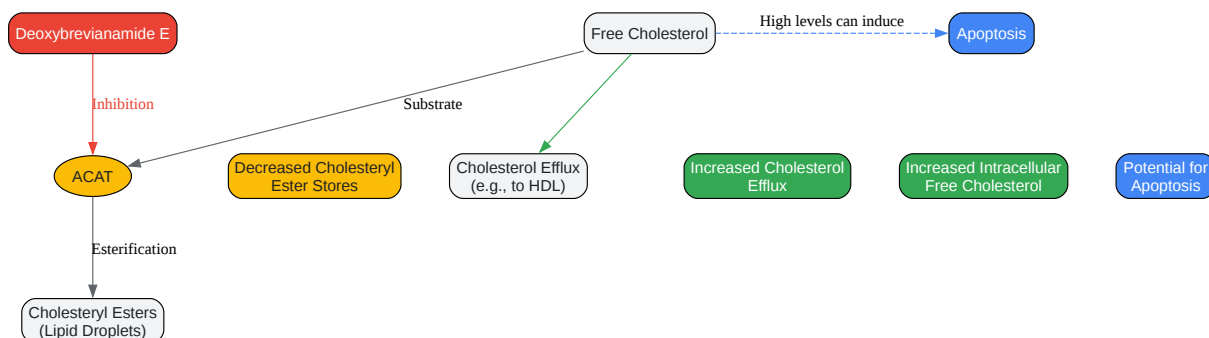 Deoxybrevianamide E
Free Cholesterol
High levels can induce
Apoptosis
Inhibition
Substrate
ACAT
Decreased Cholesteryl
Ester Stores
Cholesterol Efflux
(e.g., to HDL)
Increased Cholesterol
Efflux
Increased Intracellular
Free Cholesterol
Potential for
Apoptosis
Esterification
Cholesteryl Esters
(Lipid Droplets)